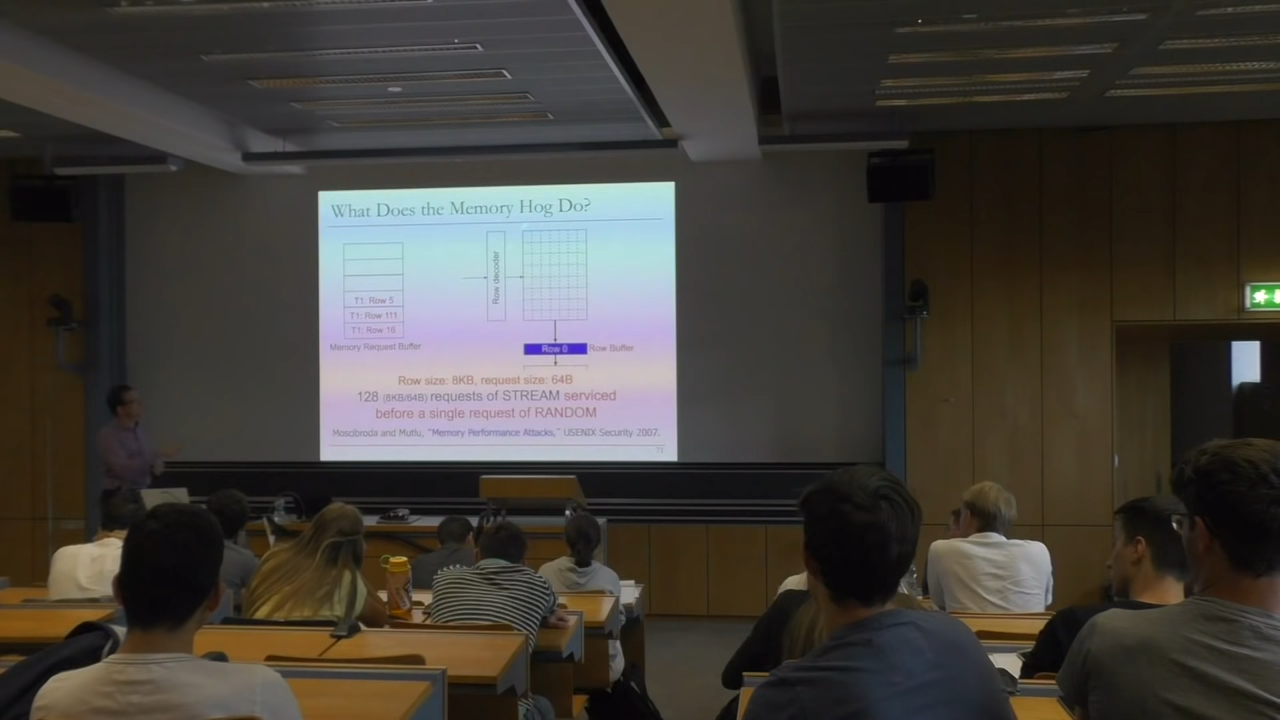 What Does the Memory Hog Do?
Row decoder
T1: Row 5
T1: Row 111
T1: Row 16
Memory Request Buffer
Row 0
Row Buffer
Row size: 8KB, request size: 64B
128 (8KB/64B) requests of STREAM serviced
before a single request of RANDOM
Moscibroda and Mutlu, "Memory Performance Attacks," USENIX Security 2007.